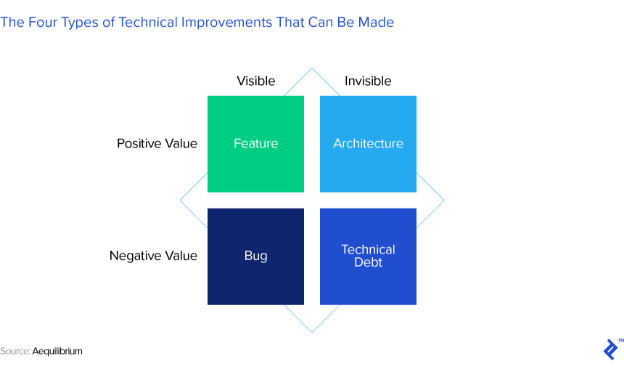 The Four Types of Technical Improvements That Can Be Made
Visible Invisible
Positive Value Feature Architecture
Negative Value Bug Technical
Debt
Source: Aequilibrium
TM